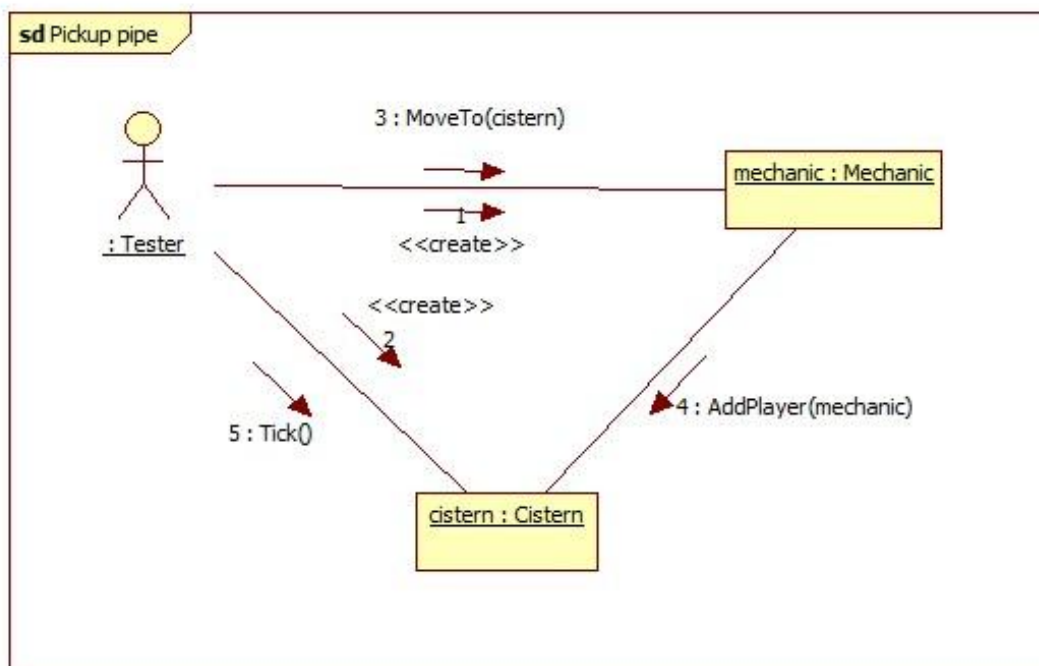 sd Pickup pipe
3 : MoveTo(cistern)
mechanic : Mechanic
1
<<create>>
: Tester
<<create>>
2
4 : AddPlayer(mechanic)
5 : Tick()
cistern : Cistern